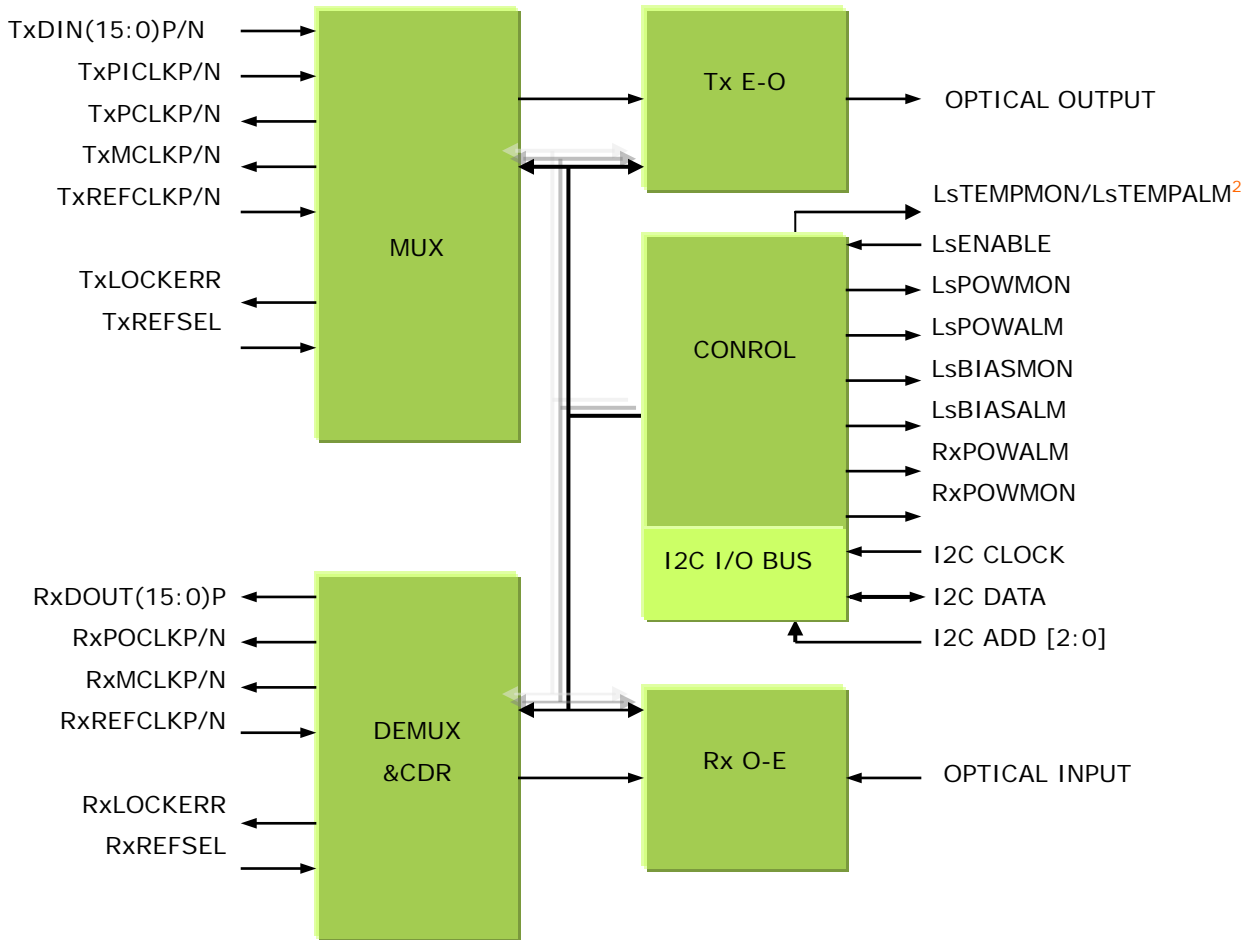 TxDIN(15:0)P/N
TxPICLKP/N
TxPCLKP/N
TxMCLKP/N
TxREFCLKP/N
TxLOCKERR
TxREFSEL
MUX
Tx E-O
OPTICAL OUTPUT
LsTEMPMON/LsTEMPALM²
LsENABLE
LsPOWMON
LsPOWALM
LsBIASMON
LsBIASALM
RxPOWALM
RxPOWMON
CONROL
I2C I/O BUS
I2C CLOCK
I2C DATA
I2C ADD [2:0]
RxDOUT(15:0)P
RxPOCLKP/N
RxMCLKP/N
RxREFCLKP/N
RxLOCKERR
RxREFSEL
DEMUX
&CDR
Rx O-E
OPTICAL INPUT